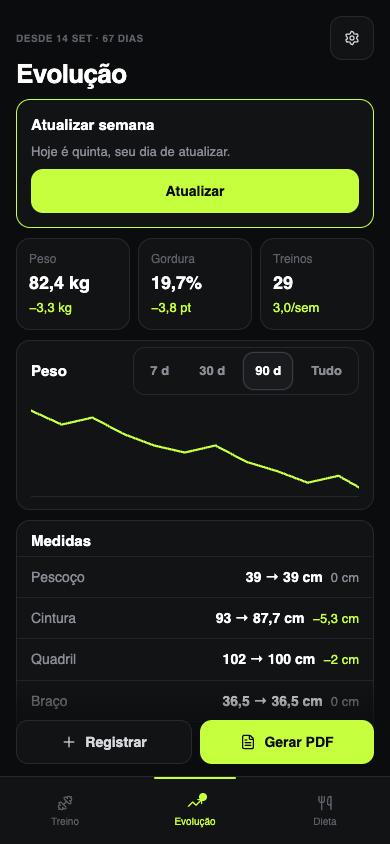 DESDE 14 SET · 67 DIAS
Evolução
Atualizar semana
Hoje é quinta, seu dia de atualizar.
Atualizar
Peso Gordura Treinos
82,4 kg 19,7% 29
−3,3 kg −3,8 pt 3,0/sem
Peso 7 d 30 d 90 d Tudo
Medidas
Pescoço 39 → 39 cm 0 cm
Cintura 93 → 87,7 cm −5,3 cm
Quadril 102 → 100 cm −2 cm
Braço 36,5 → 36,5 cm 0 cm
Registrar Gerar PDF
Treino Evolução Dieta